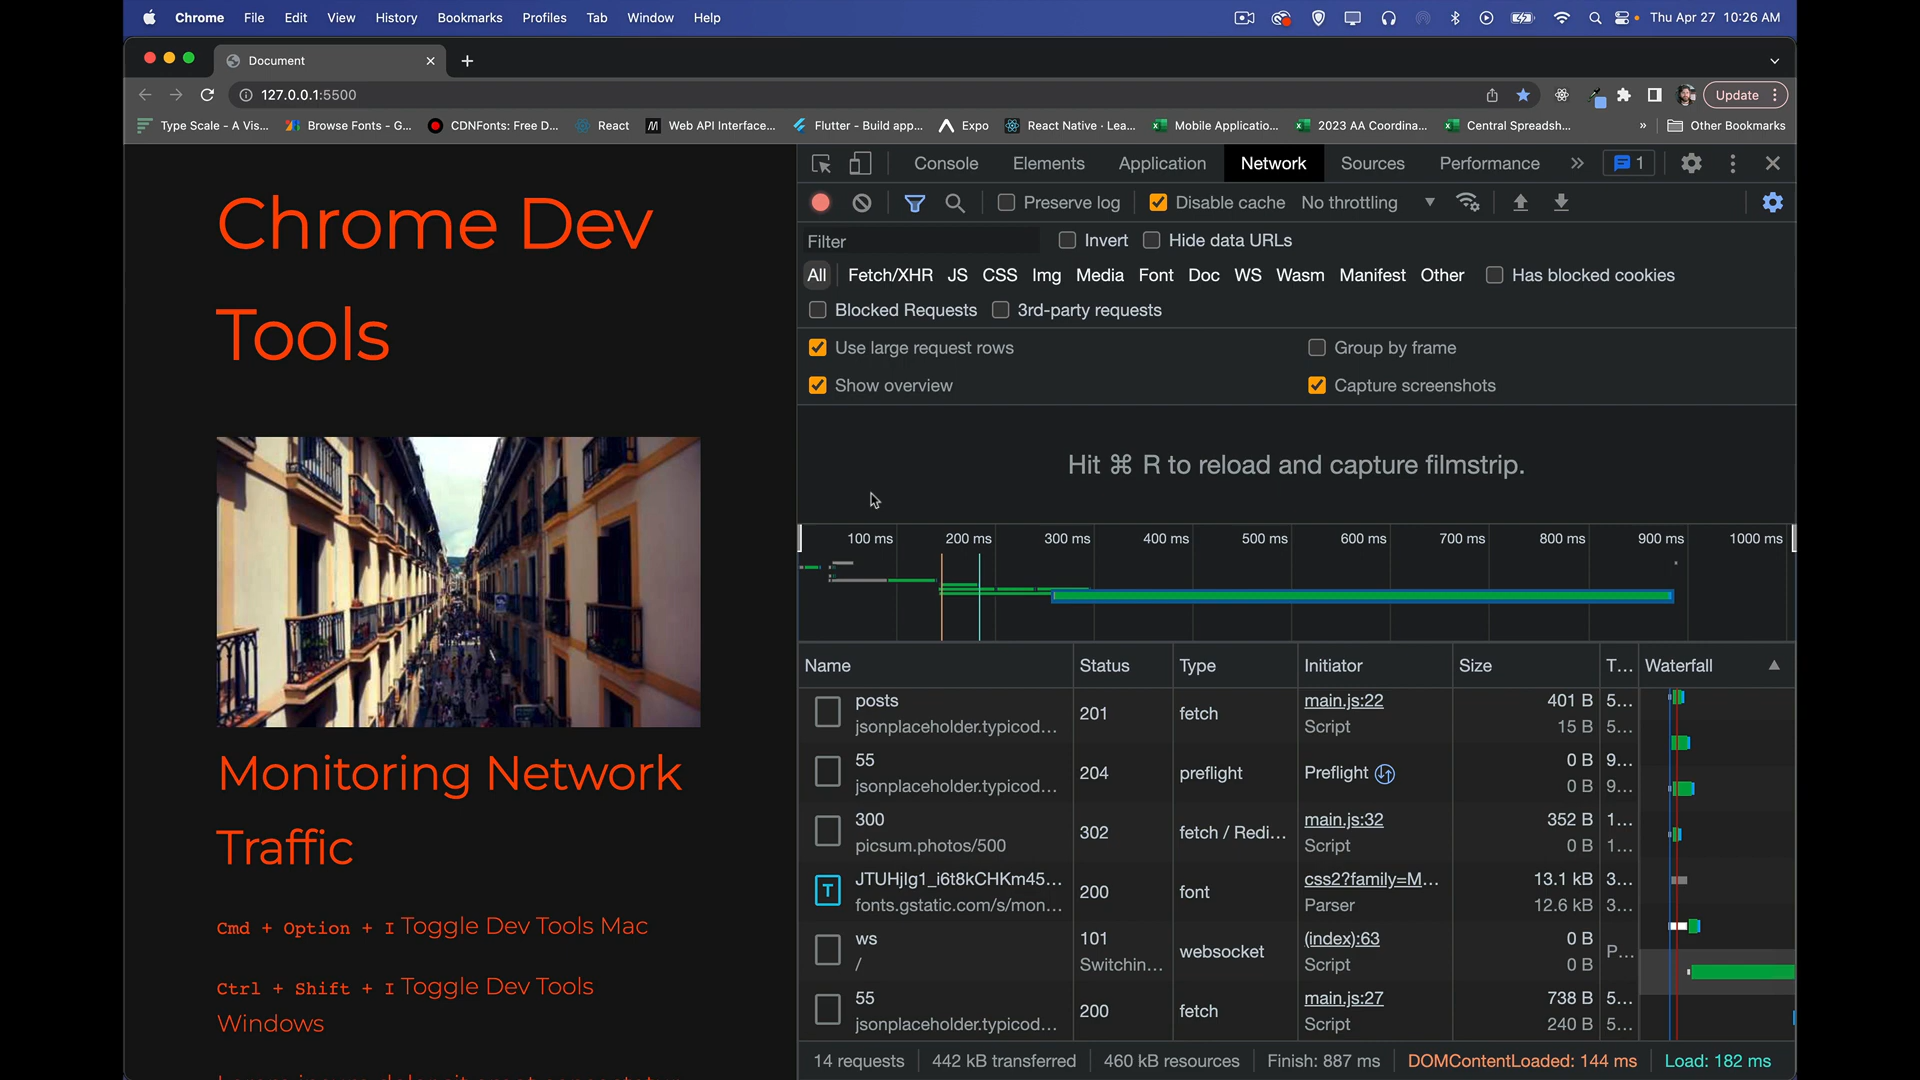 Chrome File Edit View History Bookmarks Profiles Tab Window Help Thu Apr 27 10:26 AM
Document
127.0.0.1:5500 Update
Type Scale - A Vis... Browse Fonts - G... CDNFonts: Free D... React Web API Interface... Flutter - Build app... Expo React Native · Lea... Mobile Applicatio... 2023 AA Coordina... Central Spreadsh... » Other Bookmarks
Chrome Dev
Tools
Monitoring Network
Traffic
Cmd + Option + I Toggle Dev Tools Mac
Ctrl + Shift + I Toggle Dev Tools
Windows
Console Elements Application Network Sources Performance » 1
Preserve log Disable cache No throttling
Filter Invert Hide data URLs
All Fetch/XHR JS CSS Img Media Font Doc WS Wasm Manifest Other Has blocked cookies
Blocked Requests 3rd-party requests
Use large request rows Group by frame
Show overview Capture screenshots
Hit ⌘ R to reload and capture filmstrip.
100 ms 200 ms 300 ms 400 ms 500 ms 600 ms 700 ms 800 ms 900 ms 1000 ms
Name Status Type Initiator Size T... Waterfall
posts 201 fetch main.js:22 401 B 5...
jsonplaceholder.typicod... Script 15 B 5...
55 204 preflight Preflight 0 B 9...
jsonplaceholder.typicod... 0 B 9...
300 302 fetch / Redi... main.js:32 352 B 1...
picsum.photos/500 Script 0 B 1...
T JTUHjIg1_i6t8kCHKm45... 200 font css2?family=M... 13.1 kB 3...
fonts.gstatic.com/s/mon... Parser 12.6 kB 3...
ws 101 websocket (index):63 0 B P...
/ Switchin... Script 0 B
55 200 fetch main.js:27 738 B 5...
jsonplaceholder.typicod... Script 240 B 5...
14 requests 442 kB transferred 460 kB resources Finish: 887 ms DOMContentLoaded: 144 ms Load: 182 ms